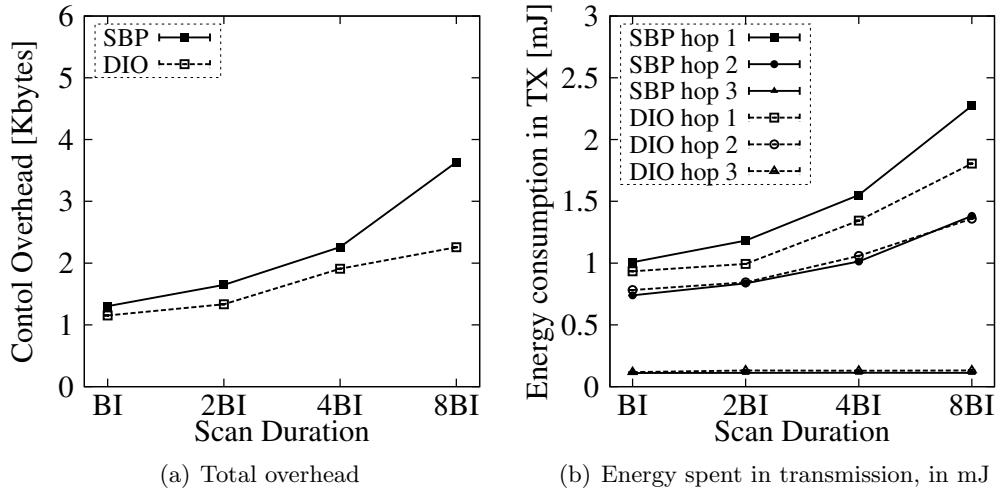 Contol Overhead [Kbytes]
6
5
4
3
2
1
0
SBP
DIO
BI 2BI 4BI 8BI
Scan Duration
(a) Total overhead
Energy consumption in TX [mJ]
3
2.5
2
1.5
1
0.5
0
SBP hop 1
SBP hop 2
SBP hop 3
DIO hop 1
DIO hop 2
DIO hop 3
BI 2BI 4BI 8BI
Scan Duration
(b) Energy spent in transmission, in mJ